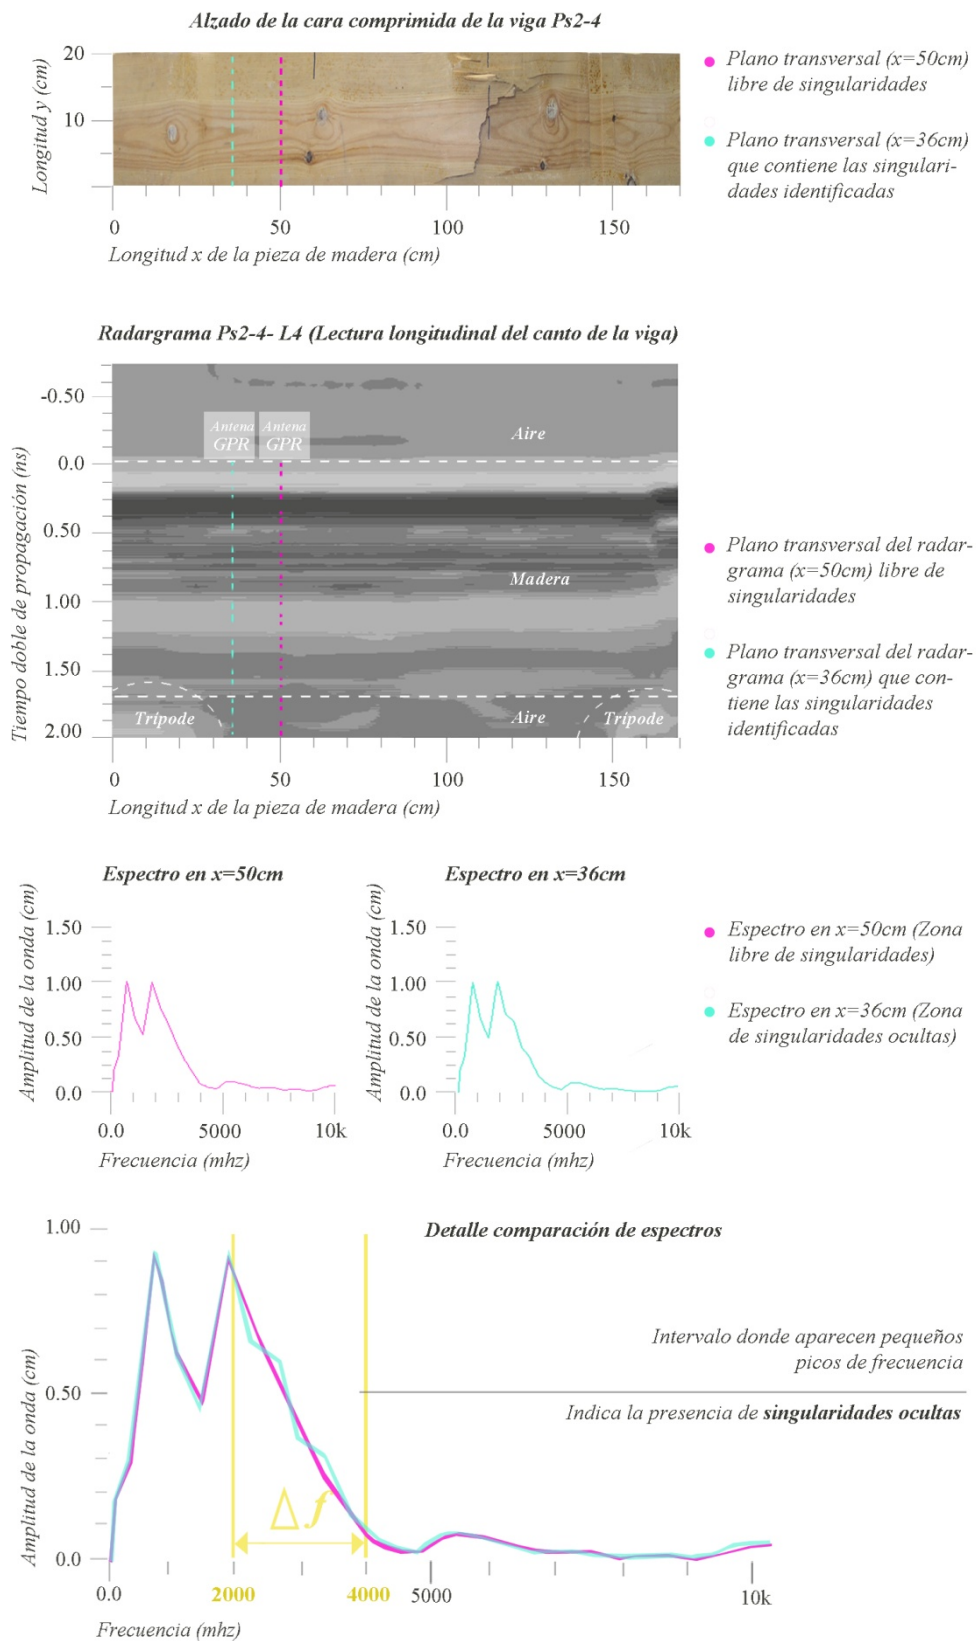 Alzado de la cara comprimida de la viga Ps2-4
Longitud y (cm)
20
10
0
50
100
150
Longitud x de la pieza de madera (cm)
Plano transversal (x=50cm)
libre de singularidades
Plano transversal (x=36cm)
que contiene las singulari-
dades identificadas
Radargrama Ps2-4- L4 (Lectura longitudinal del canto de la viga)
Tiempo doble de propagación (ns)
-0.50
0.0
0.50
1.00
1.50
2.00
Antena
GPR
Antena
GPR
Aire
Madera
Trípode
Aire
Trípode
0
50
100
150
Longitud x de la pieza de madera (cm)
Plano transversal del radar-
grama (x=50cm) libre de
singularidades
Plano transversal del radar-
grama (x=36cm) que con-
tiene las singularidades
identificadas
Espectro en x=50cm
Amplitud de la onda (cm)
1.50
1.00
0.50
0.0
0.0
5000
10k
Frecuencia (mhz)
Espectro en x=36cm
Amplitud de la onda (cm)
1.50
1.00
0.50
0.0
0.0
5000
10k
Frecuencia (mhz)
Espectro en x=50cm (Zona
libre de singularidades)
Espectro en x=36cm (Zona
de singularidades ocultas)
Detalle comparación de espectros
Amplitud de la onda (cm)
1.00
0.50
0.0
Intervalo donde aparecen pequeños
picos de frecuencia
Indica la presencia de singularidades ocultas
Δf
0.0
2000
4000
5000
10k
Frecuencia (mhz)